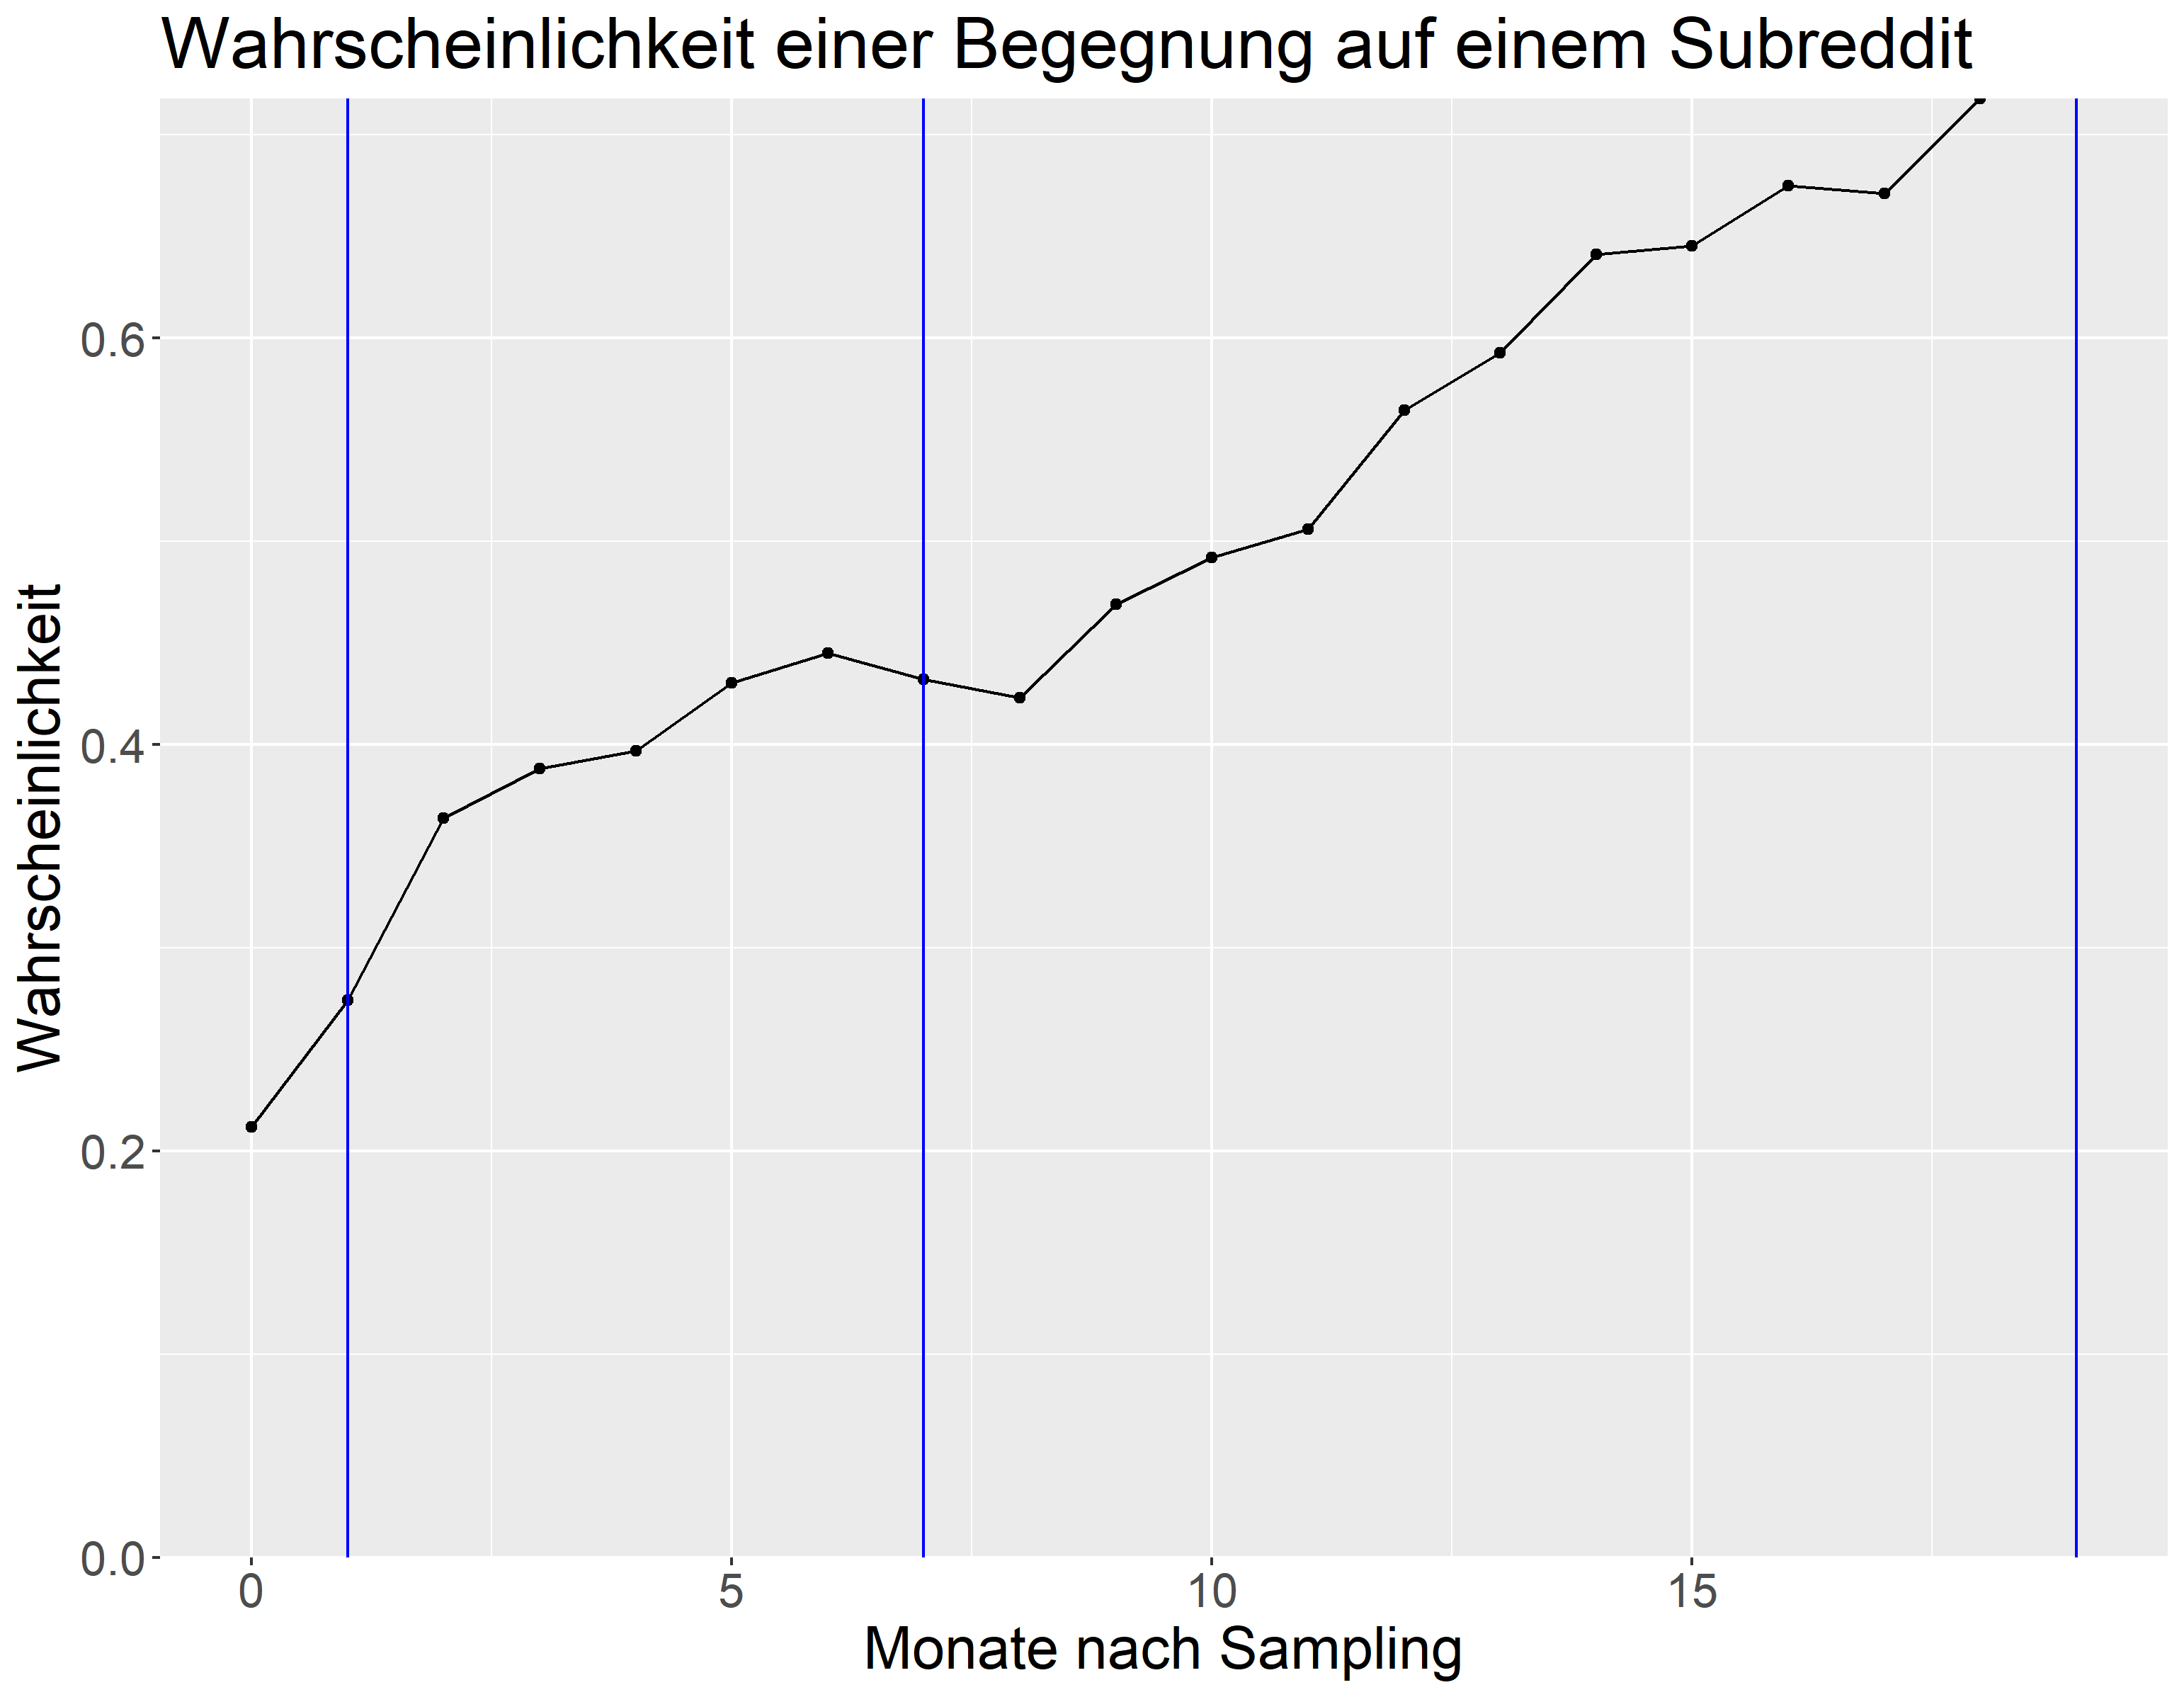 Wahrscheinlichkeit einer Begegnung auf einem Subreddit
Wahrscheinlichkeit
0.6
0.4
0.2
0.0
0 5 10 15
Monate nach Sampling